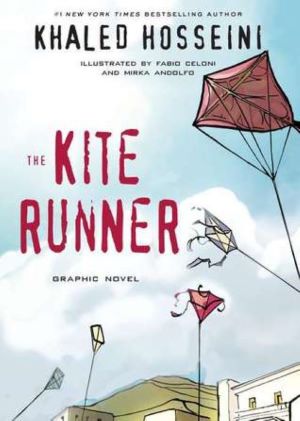 #1 NEW YORK TIMES BESTSELLING AUTHOR
KHALED HOSSEINI
ILLUSTRATED BY FABIO CELONI
AND MIRKA ANDOLFO
THE KITE
RUNNER
GRAPHIC NOVEL